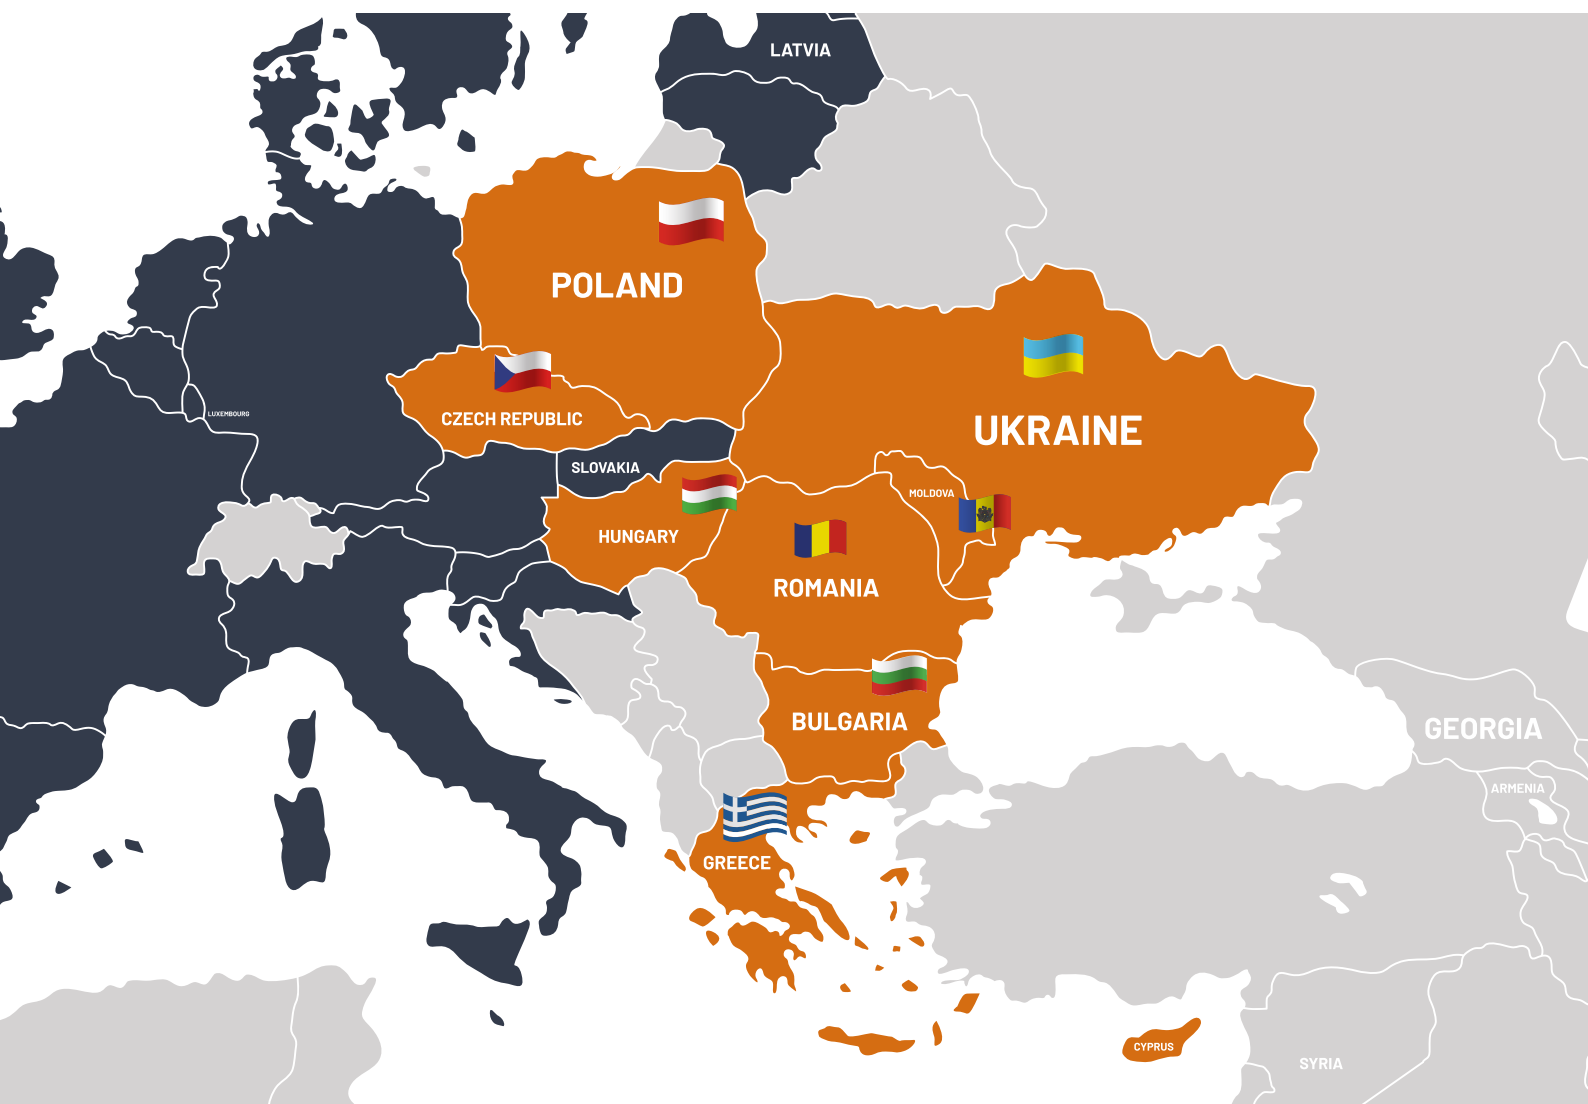 LATVIA
POLAND
LUXEMBOURG
CZECH REPUBLIC
UKRAINE
SLOVAKIA
MOLDOVA
HUNGARY
ROMANIA
BULGARIA
GEORGIA
ARMENIA
GREECE
CYPRUS
SYRIA